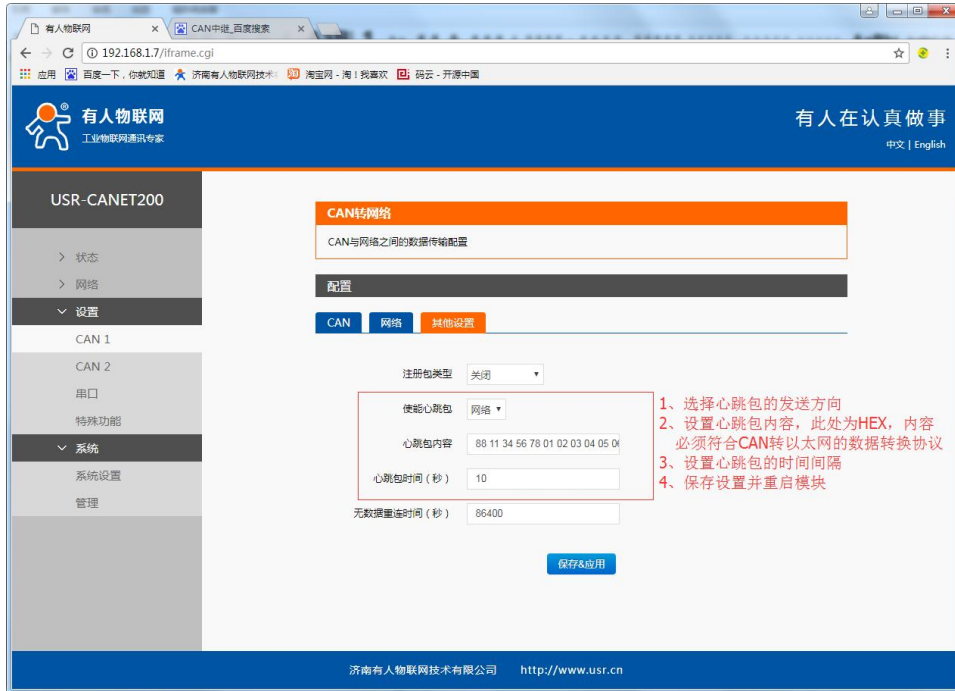 有人物联网
CAN中继_百度搜索
192.168.1.7/iframe.cgi
应用 百度一下，你就知道 济南有人物联网技术 淘宝网 - 淘！我喜欢 码云 - 开源中国
有人物联网
工业物联网通讯专家
有人在认真做事
中文 | English
USR-CANET200
状态
网络
设置
CAN 1
CAN 2
串口
特殊功能
系统
系统设置
管理
CAN转网络
CAN与网络之间的数据传输配置
配置
CAN 网络 其他设置
注册包类型 关闭
使能心跳包 网络
心跳包内容 88 11 34 56 78 01 02 03 04 05 0
心跳包时间（秒） 10
无数据重连时间（秒） 86400
保存&应用
1、选择心跳包的发送方向
2、设置心跳包内容，此处为HEX，内容
必须符合CAN转以太网的数据转换协议
3、设置心跳包的时间间隔
4、保存设置并重启模块
济南有人物联网技术有限公司 http://www.usr.cn